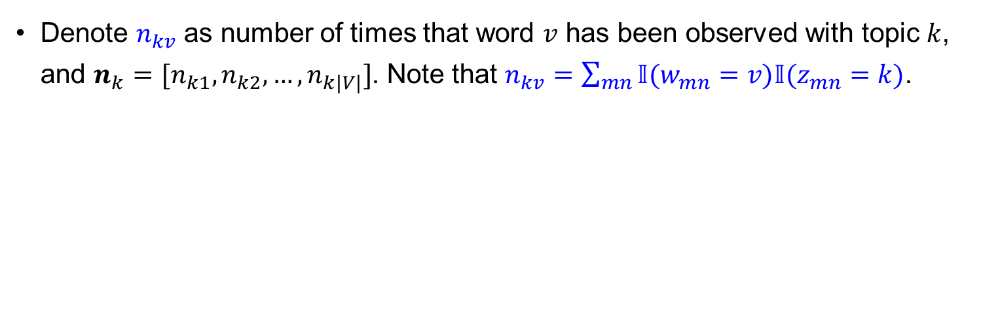 • Denote $n_{kv}$ as number of times that word $v$ has been observed with topic $k$,
and $\boldsymbol{n}_k = [n_{k1}, n_{k2}, \ldots, n_{k|V|}]$. Note that $n_{kv} = \sum_{mn} \mathbb{I}(w_{mn} = v)\mathbb{I}(z_{mn} = k)$.